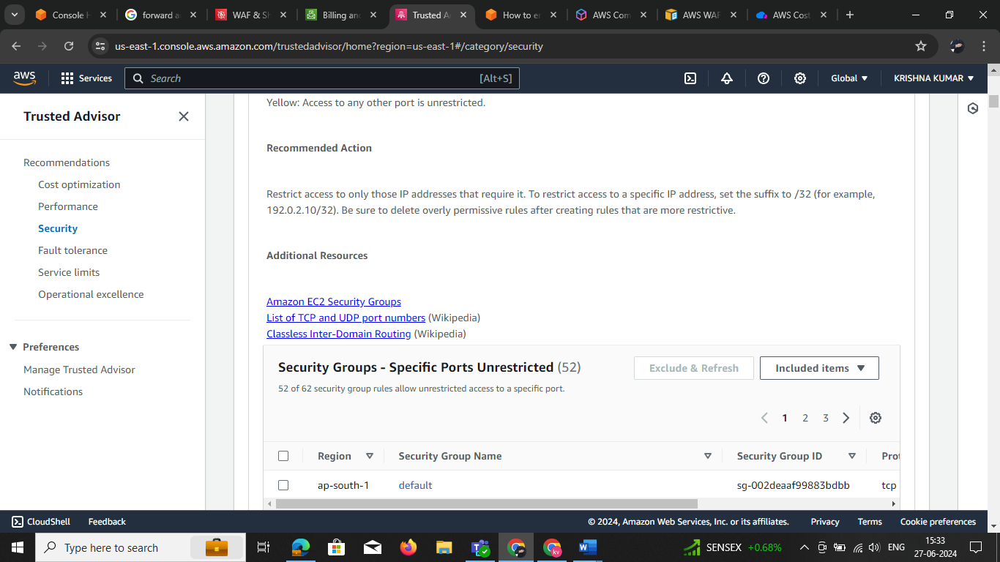 Console H
forward a
WAF & Sh
Billing an
Trusted A
How to e
AWS Com
AWS WAF
AWS Cost
us-east-1.console.aws.amazon.com/trustedadvisor/home?region=us-east-1#/category/security
aws
Services
Search
[Alt+S]
Global
KRISHNA KUMAR
Trusted Advisor
Recommendations
Cost optimization
Performance
Security
Fault tolerance
Service limits
Operational excellence
Preferences
Manage Trusted Advisor
Notifications
Yellow: Access to any other port is unrestricted.
Recommended Action
Restrict access to only those IP addresses that require it. To restrict access to a specific IP address, set the suffix to /32 (for example,
192.0.2.10/32). Be sure to delete overly permissive rules after creating rules that are more restrictive.
Additional Resources
Amazon EC2 Security Groups
List of TCP and UDP port numbers (Wikipedia)
Classless Inter-Domain Routing (Wikipedia)
Security Groups - Specific Ports Unrestricted (52)
Exclude & Refresh
Included items
52 of 62 security group rules allow unrestricted access to a specific port.
1 2 3
Region Security Group Name Security Group ID Prot
ap-south-1 default sg-002deaaf99883bdbb tcp
CloudShell Feedback
© 2024, Amazon Web Services, Inc. or its affiliates. Privacy Terms Cookie preferences
Type here to search
SENSEX +0.68%
ENG
15:33
27-06-2024